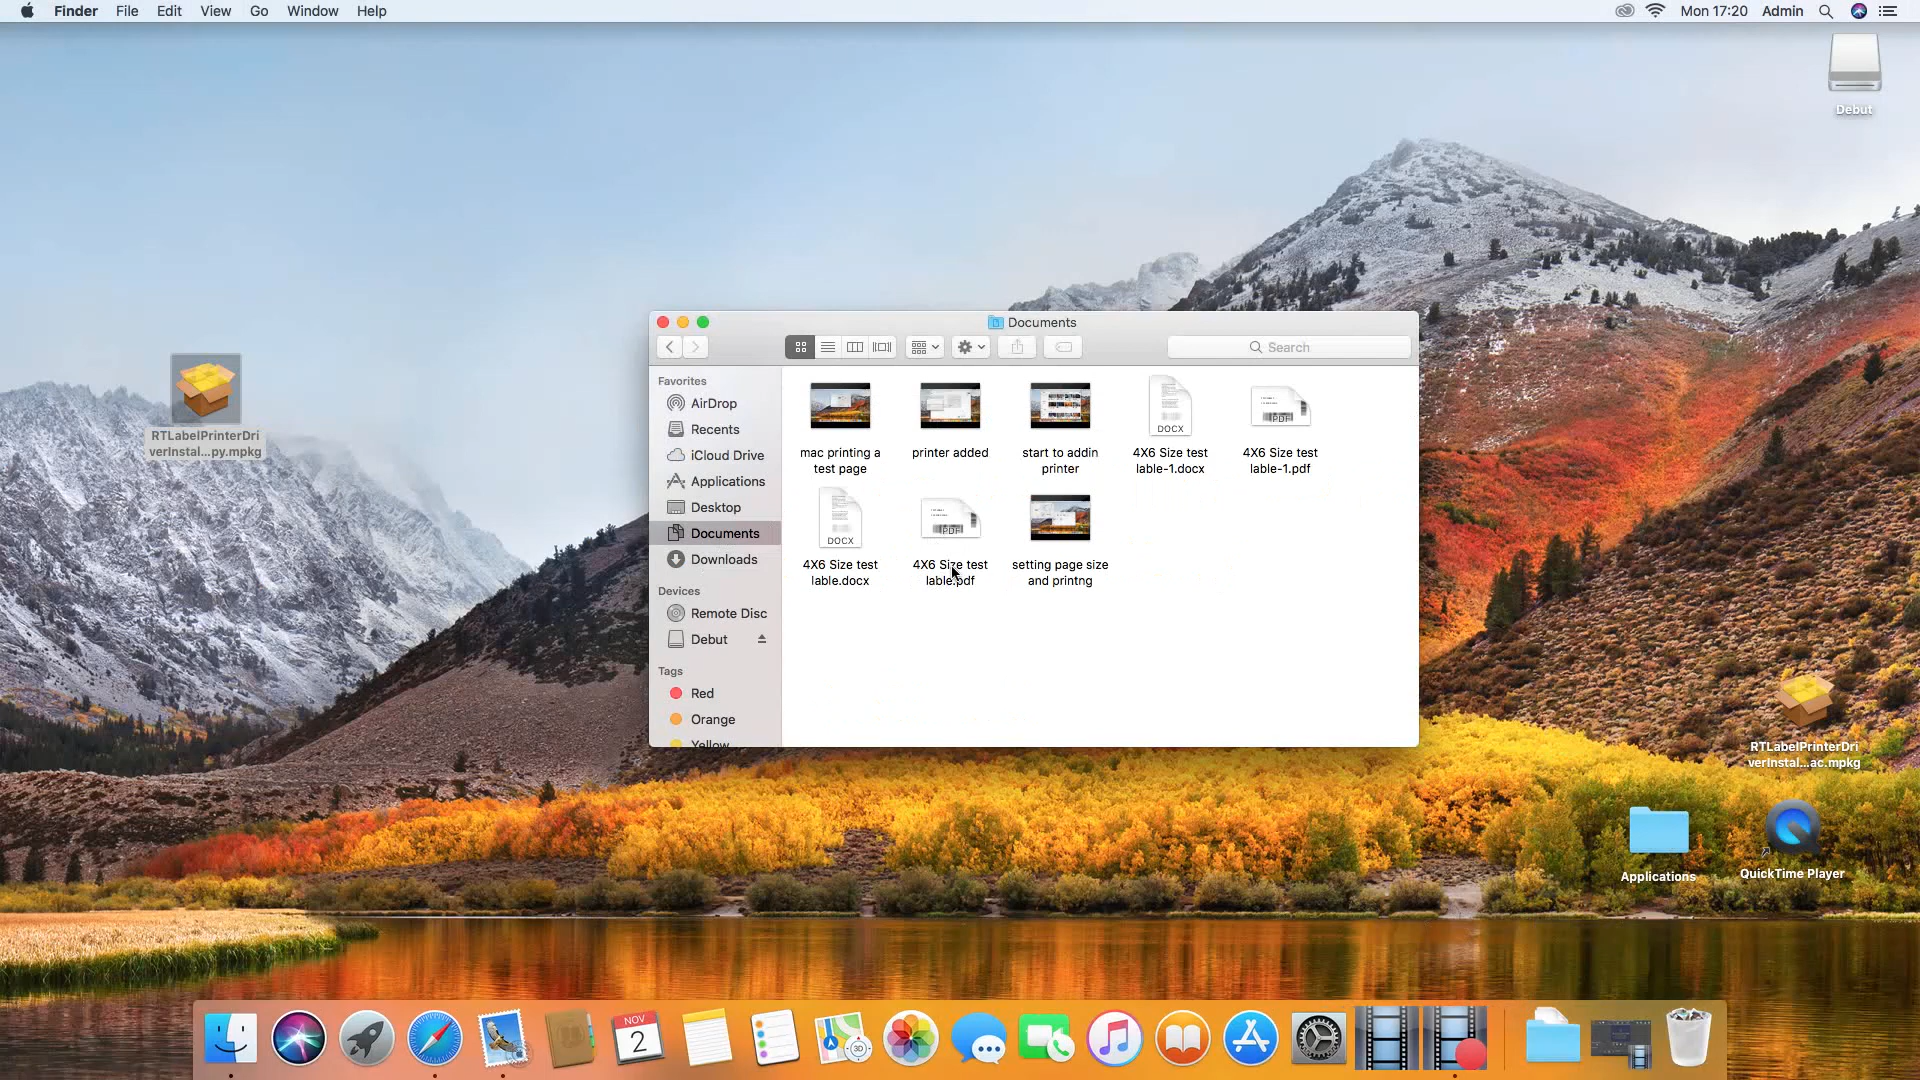 Finder File Edit View Go Window Help
Mon 17:20 Admin
Debut
RTLabelPrinterDri
verInstal...py.mpkg
Documents
Search
Favorites
AirDrop
Recents
iCloud Drive
Applications
Desktop
Documents
Downloads
Devices
Remote Disc
Debut
Tags
Red
Orange
Yellow
mac printing a
test page
printer added
start to addin
printer
DOCX
4X6 Size test
lable-1.docx
PDF
4X6 Size test
lable-1.pdf
DOCX
4X6 Size test
lable.docx
PDF
4X6 Size test
lable.pdf
setting page size
and printng
RTLabelPrinterDri
verInstal...ac.mpkg
Applications
QuickTime Player
NOV
2
3D